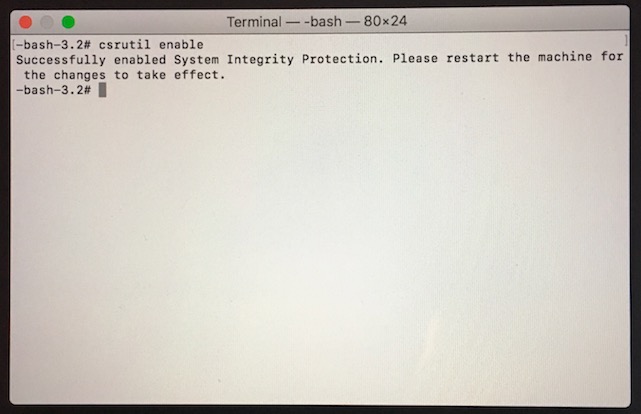 Terminal — -bash — 80×24
[-bash-3.2# csrutil enable ]
Successfully enabled System Integrity Protection. Please restart the machine for
 the changes to take effect.
-bash-3.2#